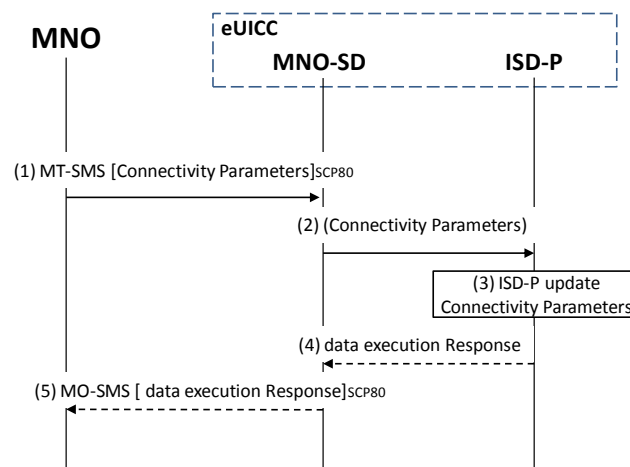 eUICC
MNO
MNO-SD
ISD-P
(1) MT-SMS [Connectivity Parameters]SCP80
(2) (Connectivity Parameters)
(3) ISD-P update
Connectivity Parameters
(4) data execution Response
(5) MO-SMS [ data execution Response]SCP80